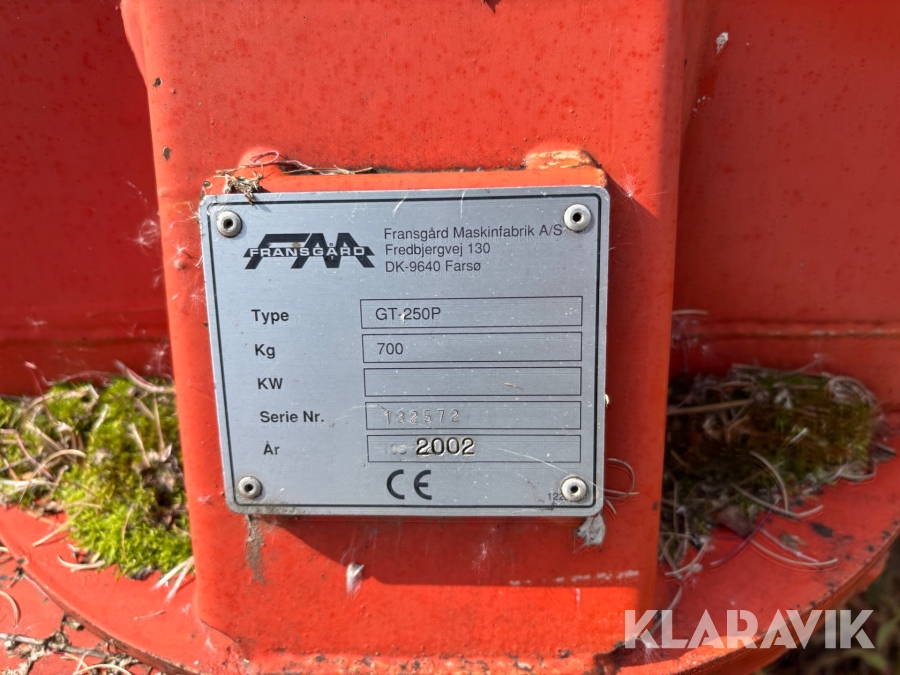 FRANSGÅRD
Fransgård Maskinfabrik A/S
Fredbjergvej 130
DK-9640 Farsø
Type GT-250P
Kg 700
KW
Serie Nr. 132572
År 2002
CE
KLARAVIK